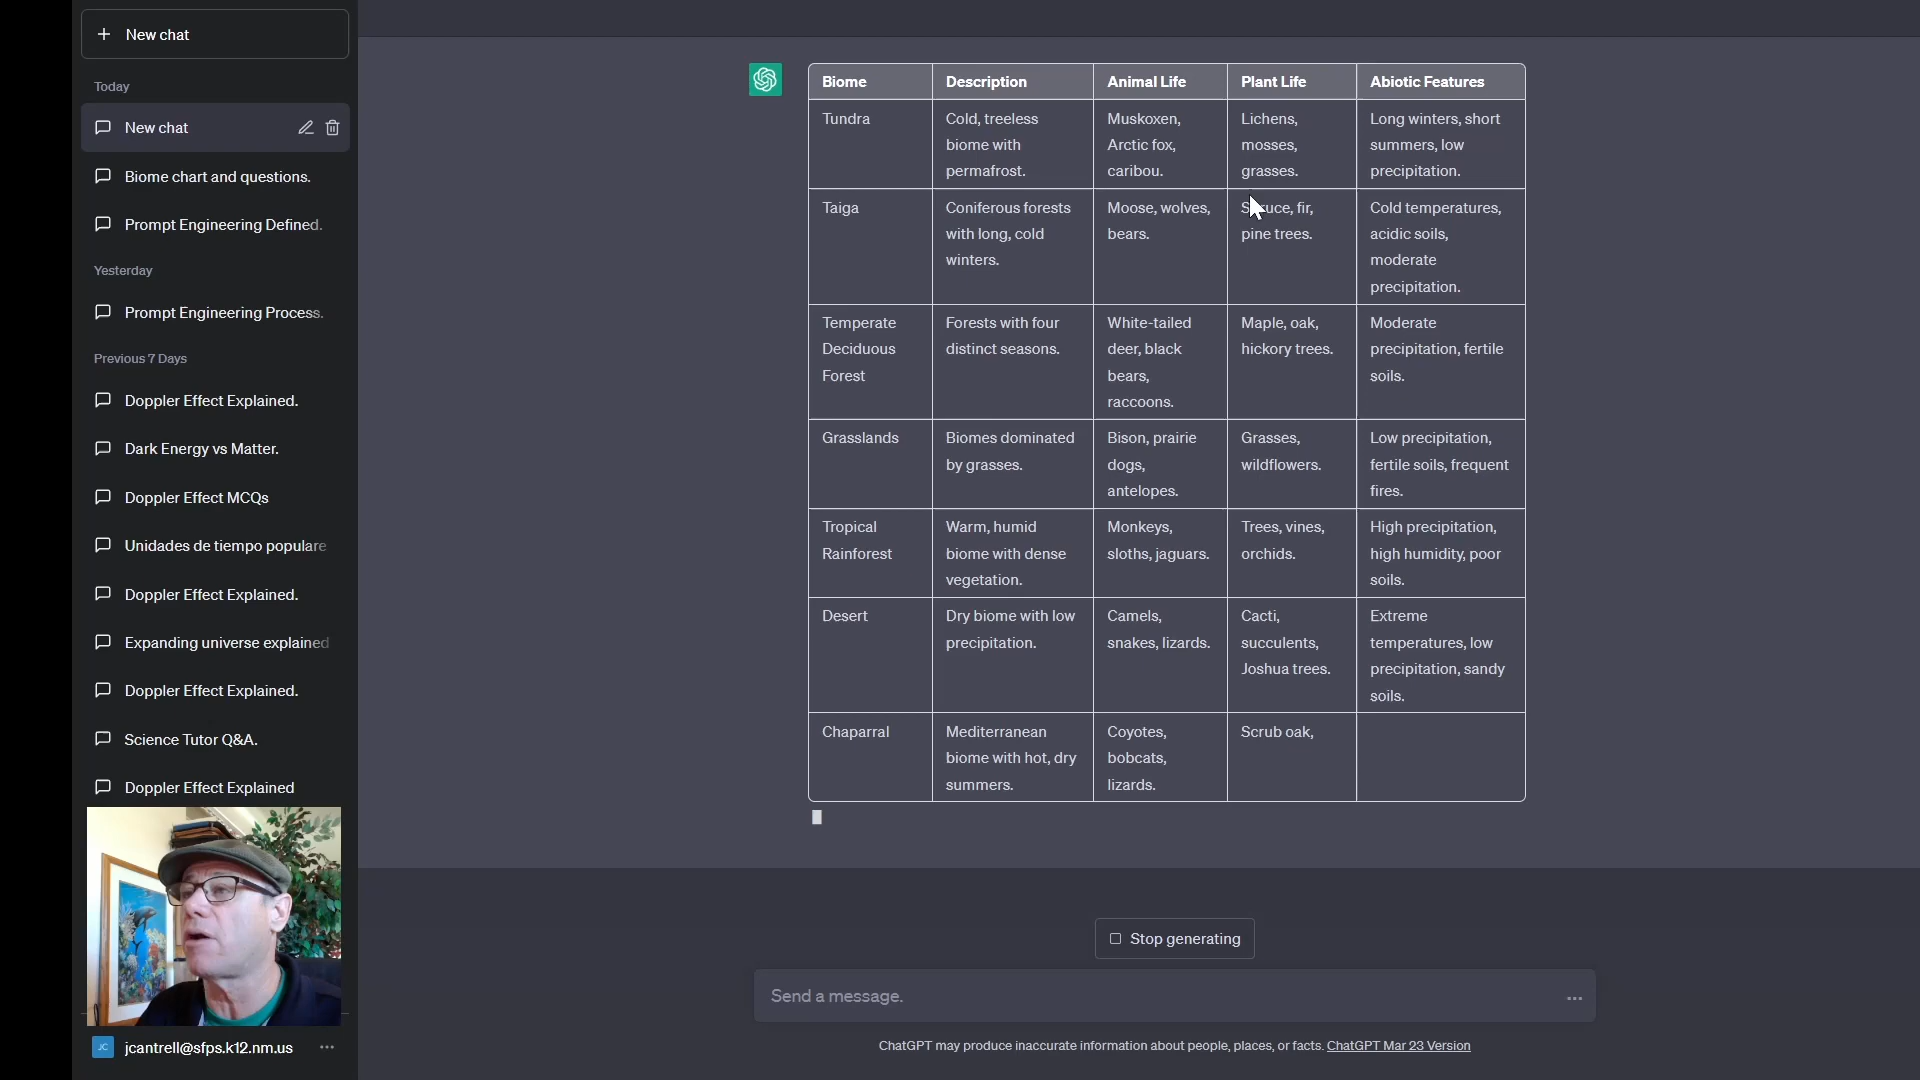 New chat
Today
New chat
Biome chart and questions.
Prompt Engineering Defined.
Yesterday
Prompt Engineering Process.
Previous 7 Days
Doppler Effect Explained.
Dark Energy vs Matter.
Doppler Effect MCQs
Unidades de tiempo populare
Doppler Effect Explained.
Expanding universe explained
Doppler Effect Explained.
Science Tutor Q&A.
Doppler Effect Explained
JC jcantrell@sfps.k12.nm.us
Biome Description Animal Life Plant Life Abiotic Features
Tundra Cold, treeless Muskoxen, Lichens, Long winters, short
biome with Arctic fox, mosses, summers, low
permafrost. caribou. grasses. precipitation.
Taiga Coniferous forests Moose, wolves, Spruce, fir, Cold temperatures,
with long, cold bears. pine trees. acidic soils,
winters. moderate
precipitation.
Temperate Forests with four White-tailed Maple, oak, Moderate
Deciduous distinct seasons. deer, black hickory trees. precipitation, fertile
Forest bears, soils.
raccoons.
Grasslands Biomes dominated Bison, prairie Grasses, Low precipitation,
by grasses. dogs, wildflowers. fertile soils, frequent
antelopes. fires.
Tropical Warm, humid Monkeys, Trees, vines, High precipitation,
Rainforest biome with dense sloths, jaguars. orchids. high humidity, poor
vegetation. soils.
Desert Dry biome with low Camels, Cacti, Extreme
precipitation. snakes, lizards. succulents, temperatures, low
Joshua trees. precipitation, sandy
soils.
Chaparral Mediterranean Coyotes, Scrub oak,
biome with hot, dry bobcats,
summers. lizards.
Stop generating
Send a message.
ChatGPT may produce inaccurate information about people, places, or facts. ChatGPT Mar 23 Version